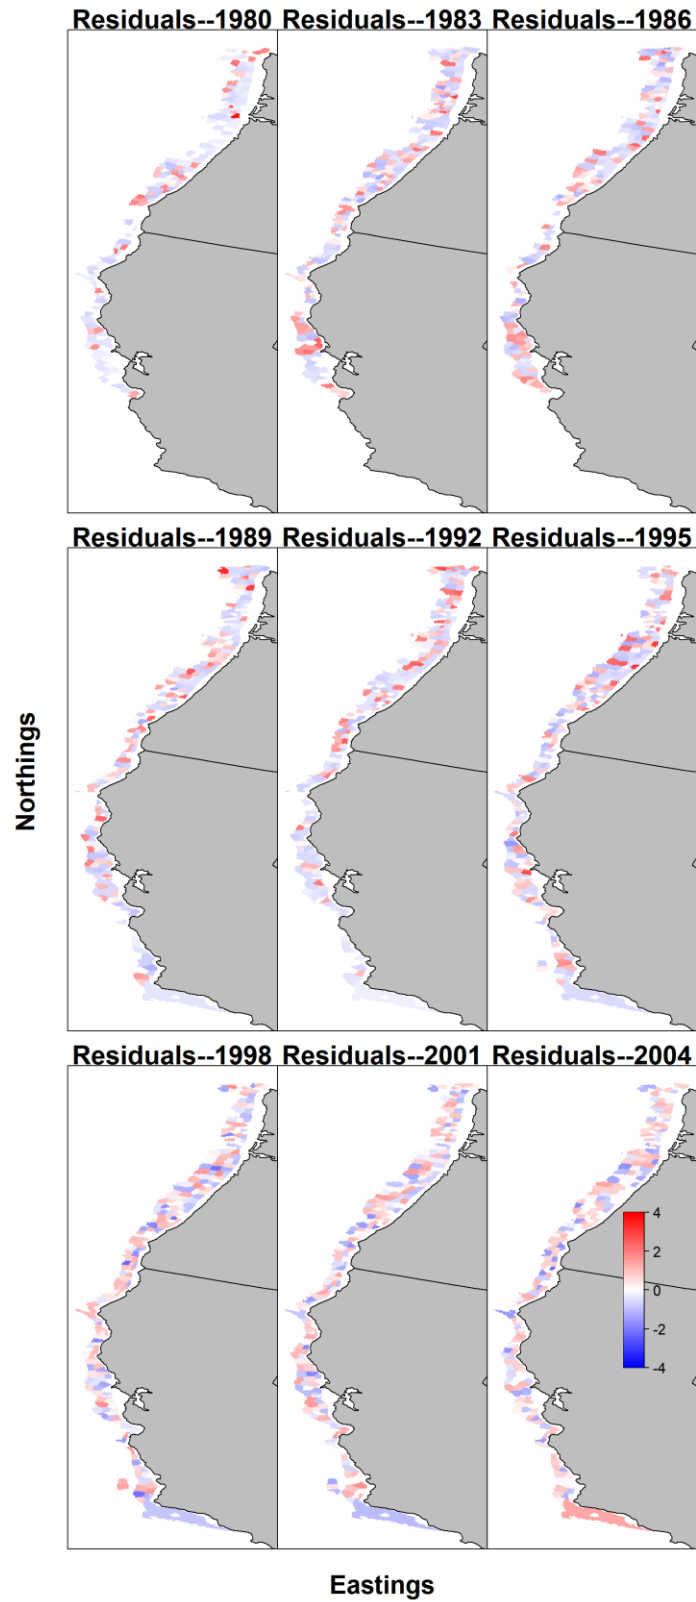 Residuals--1980 Residuals--1983 Residuals--1986
Residuals--1989 Residuals--1992 Residuals--1995
Northings
Residuals--1998 Residuals--2001 Residuals--2004
4
2
0
-2
-4
Eastings